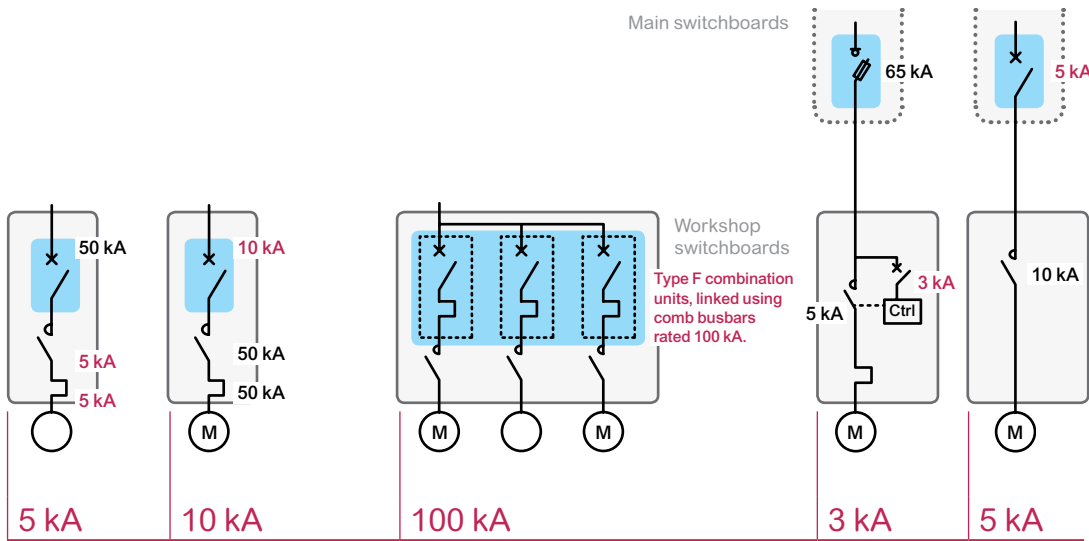 Main switchboards
65 kA
5 kA
50 kA
5 kA
5 kA
10 kA
50 kA
50 kA
M
Workshop
switchboards
Type F combination
units, linked using
comb busbars
rated 100 kA.
M
M
5 kA
3 kA
Ctrl
M
10 kA
M
5 kA
10 kA
100 kA
3 kA
5 kA